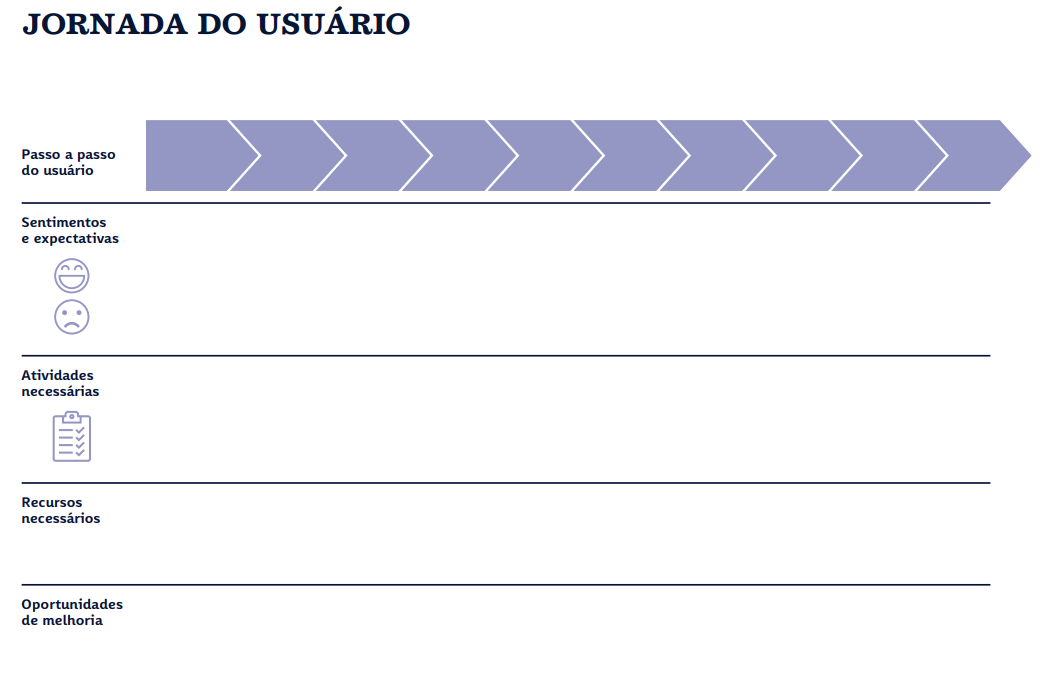 JORNADA DO USUÁRIO
Passo a passo
do usuário
Sentimentos
e expectativas
Atividades
necessárias
Recursos
necessários
Oportunidades
de melhoria